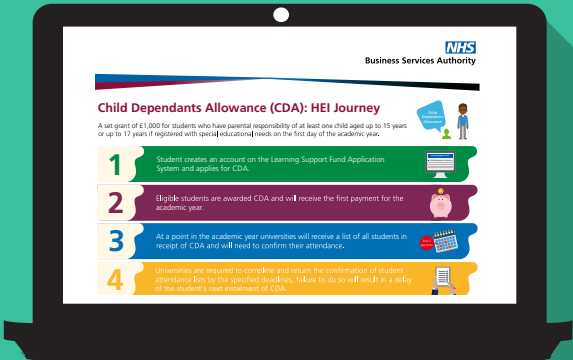 NHS
Business Services Authority
Child Dependants Allowance (CDA): HEI Journey
A set grant of £1,000 for students who have parental responsibility of at least one child aged up to 15 years
or up to 17 years if registered with special educational needs on the first day of the academic year.
Child
Dependants
Allowance
1
Student creates an account on the Learning Support Fund Application
System and applies for CDA.
2
Eligible students are awarded CDA and will receive the first payment for the
academic year.
3
At a point in the academic year universities will receive a list of all students in
receipt of CDA and will need to confirm their attendance.
4
Universities are required to complete and return the confirmation of student
attendance lists by the specified deadlines, failure to do so will result in a delay
of the student's next instalment of CDA.